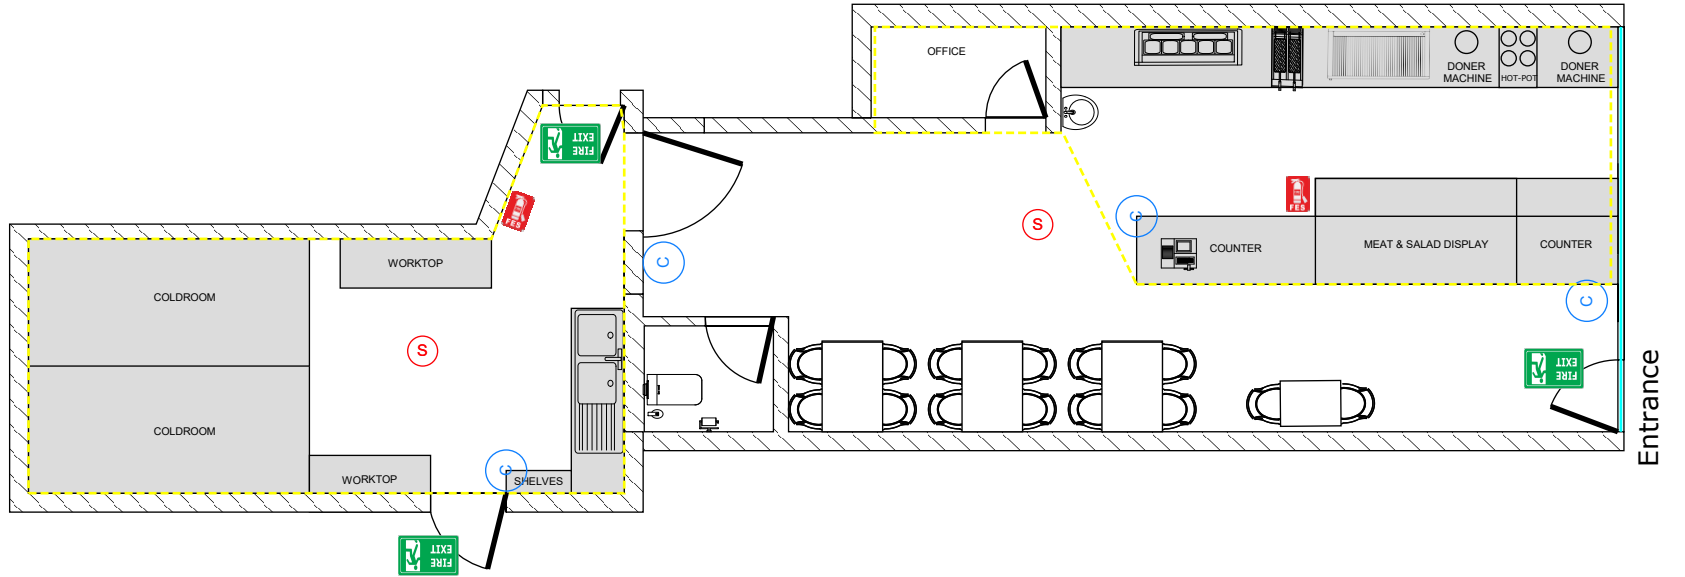 OFFICE
DONER
MACHINE
HOT-POT
DONER
MACHINE
FIRE
EXIT
FES
FES
C
S
WORKTOP
C
COUNTER
MEAT & SALAD DISPLAY
COUNTER
COLDROOM
C
S
FIRE
EXIT
Entrance
COLDROOM
WORKTOP
C
SHELVES
FIRE
EXIT